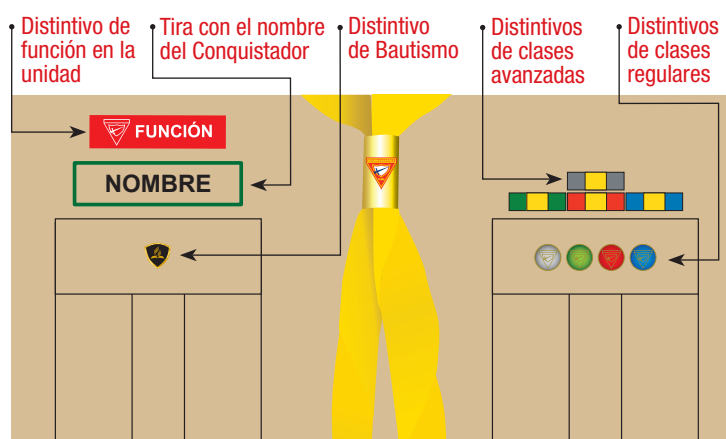 Distintivo de
función en la
unidad
Tira con el nombre
del Conquistador
Distintivo
de Bautismo
Distintivos
de clases
avanzadas
Distintivos
de clases
regulares
FUNCIÓN
NOMBRE